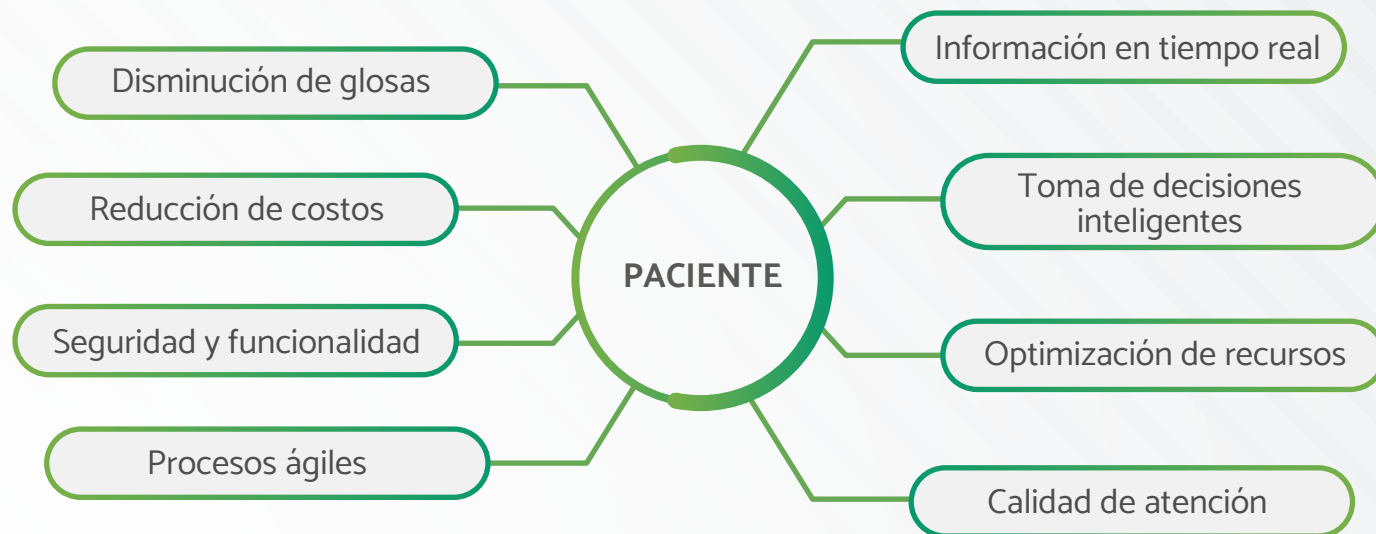 Disminución de glosas
Reducción de costos
Seguridad y funcionalidad
Procesos ágiles
PACIENTE
Información en tiempo real
Toma de decisiones
inteligentes
Optimización de recursos
Calidad de atención